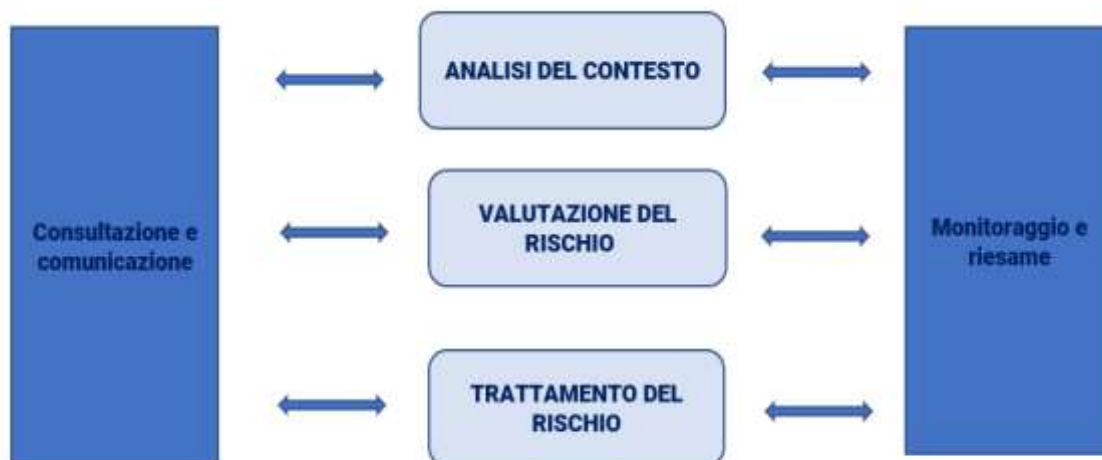 ANALISI DEL CONTESTO
Consultazione e
comunicazione
VALUTAZIONE DEL
RISCHIO
Monitoraggio e
riesame
TRATTAMENTO DEL
RISCHIO